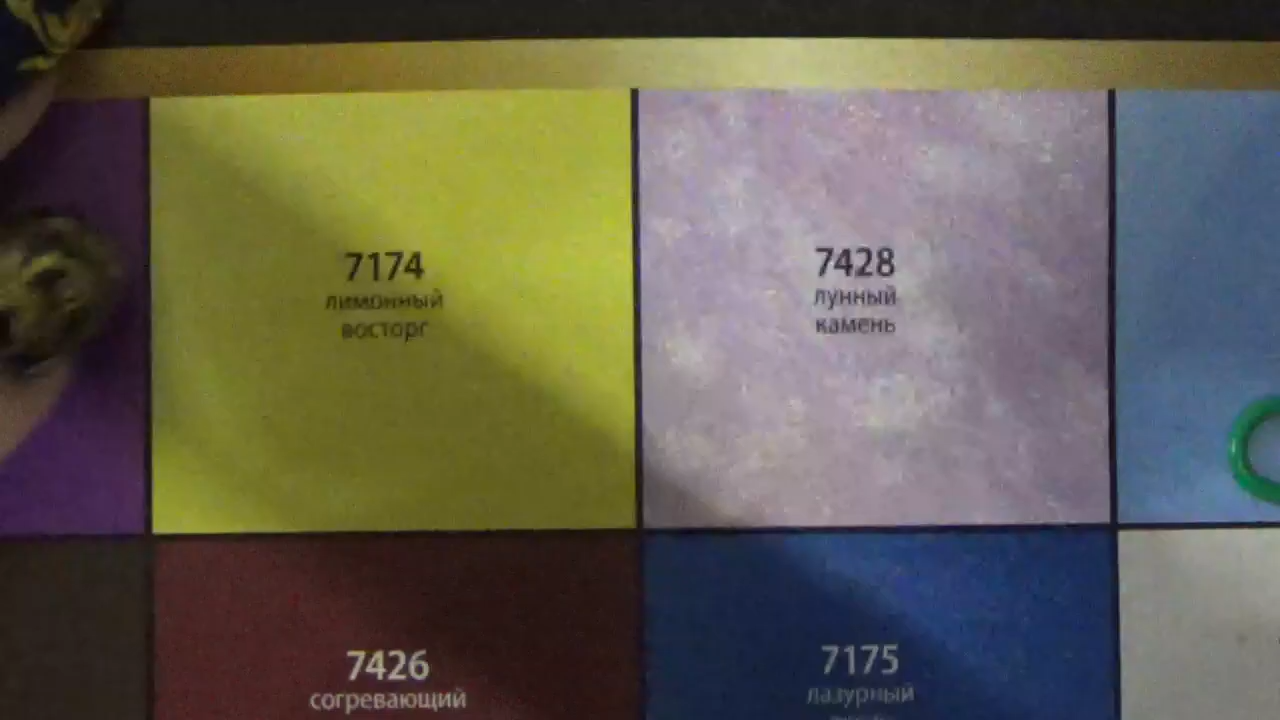 7174
лимонный
восторг
7428
лунный
камень
7426
согревающий
7175
лазурный